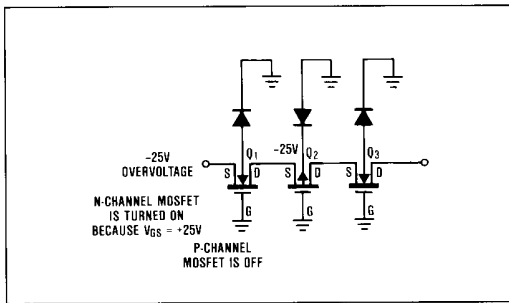 -25V
OVERVOLTAGE
Q1
-25V
Q2
Q3
S
D
S
D
S
D
G
G
G
N-CHANNEL MOSFET
IS TURNED ON
BECAUSE VGS = +25V
P-CHANNEL
MOSFET IS OFF